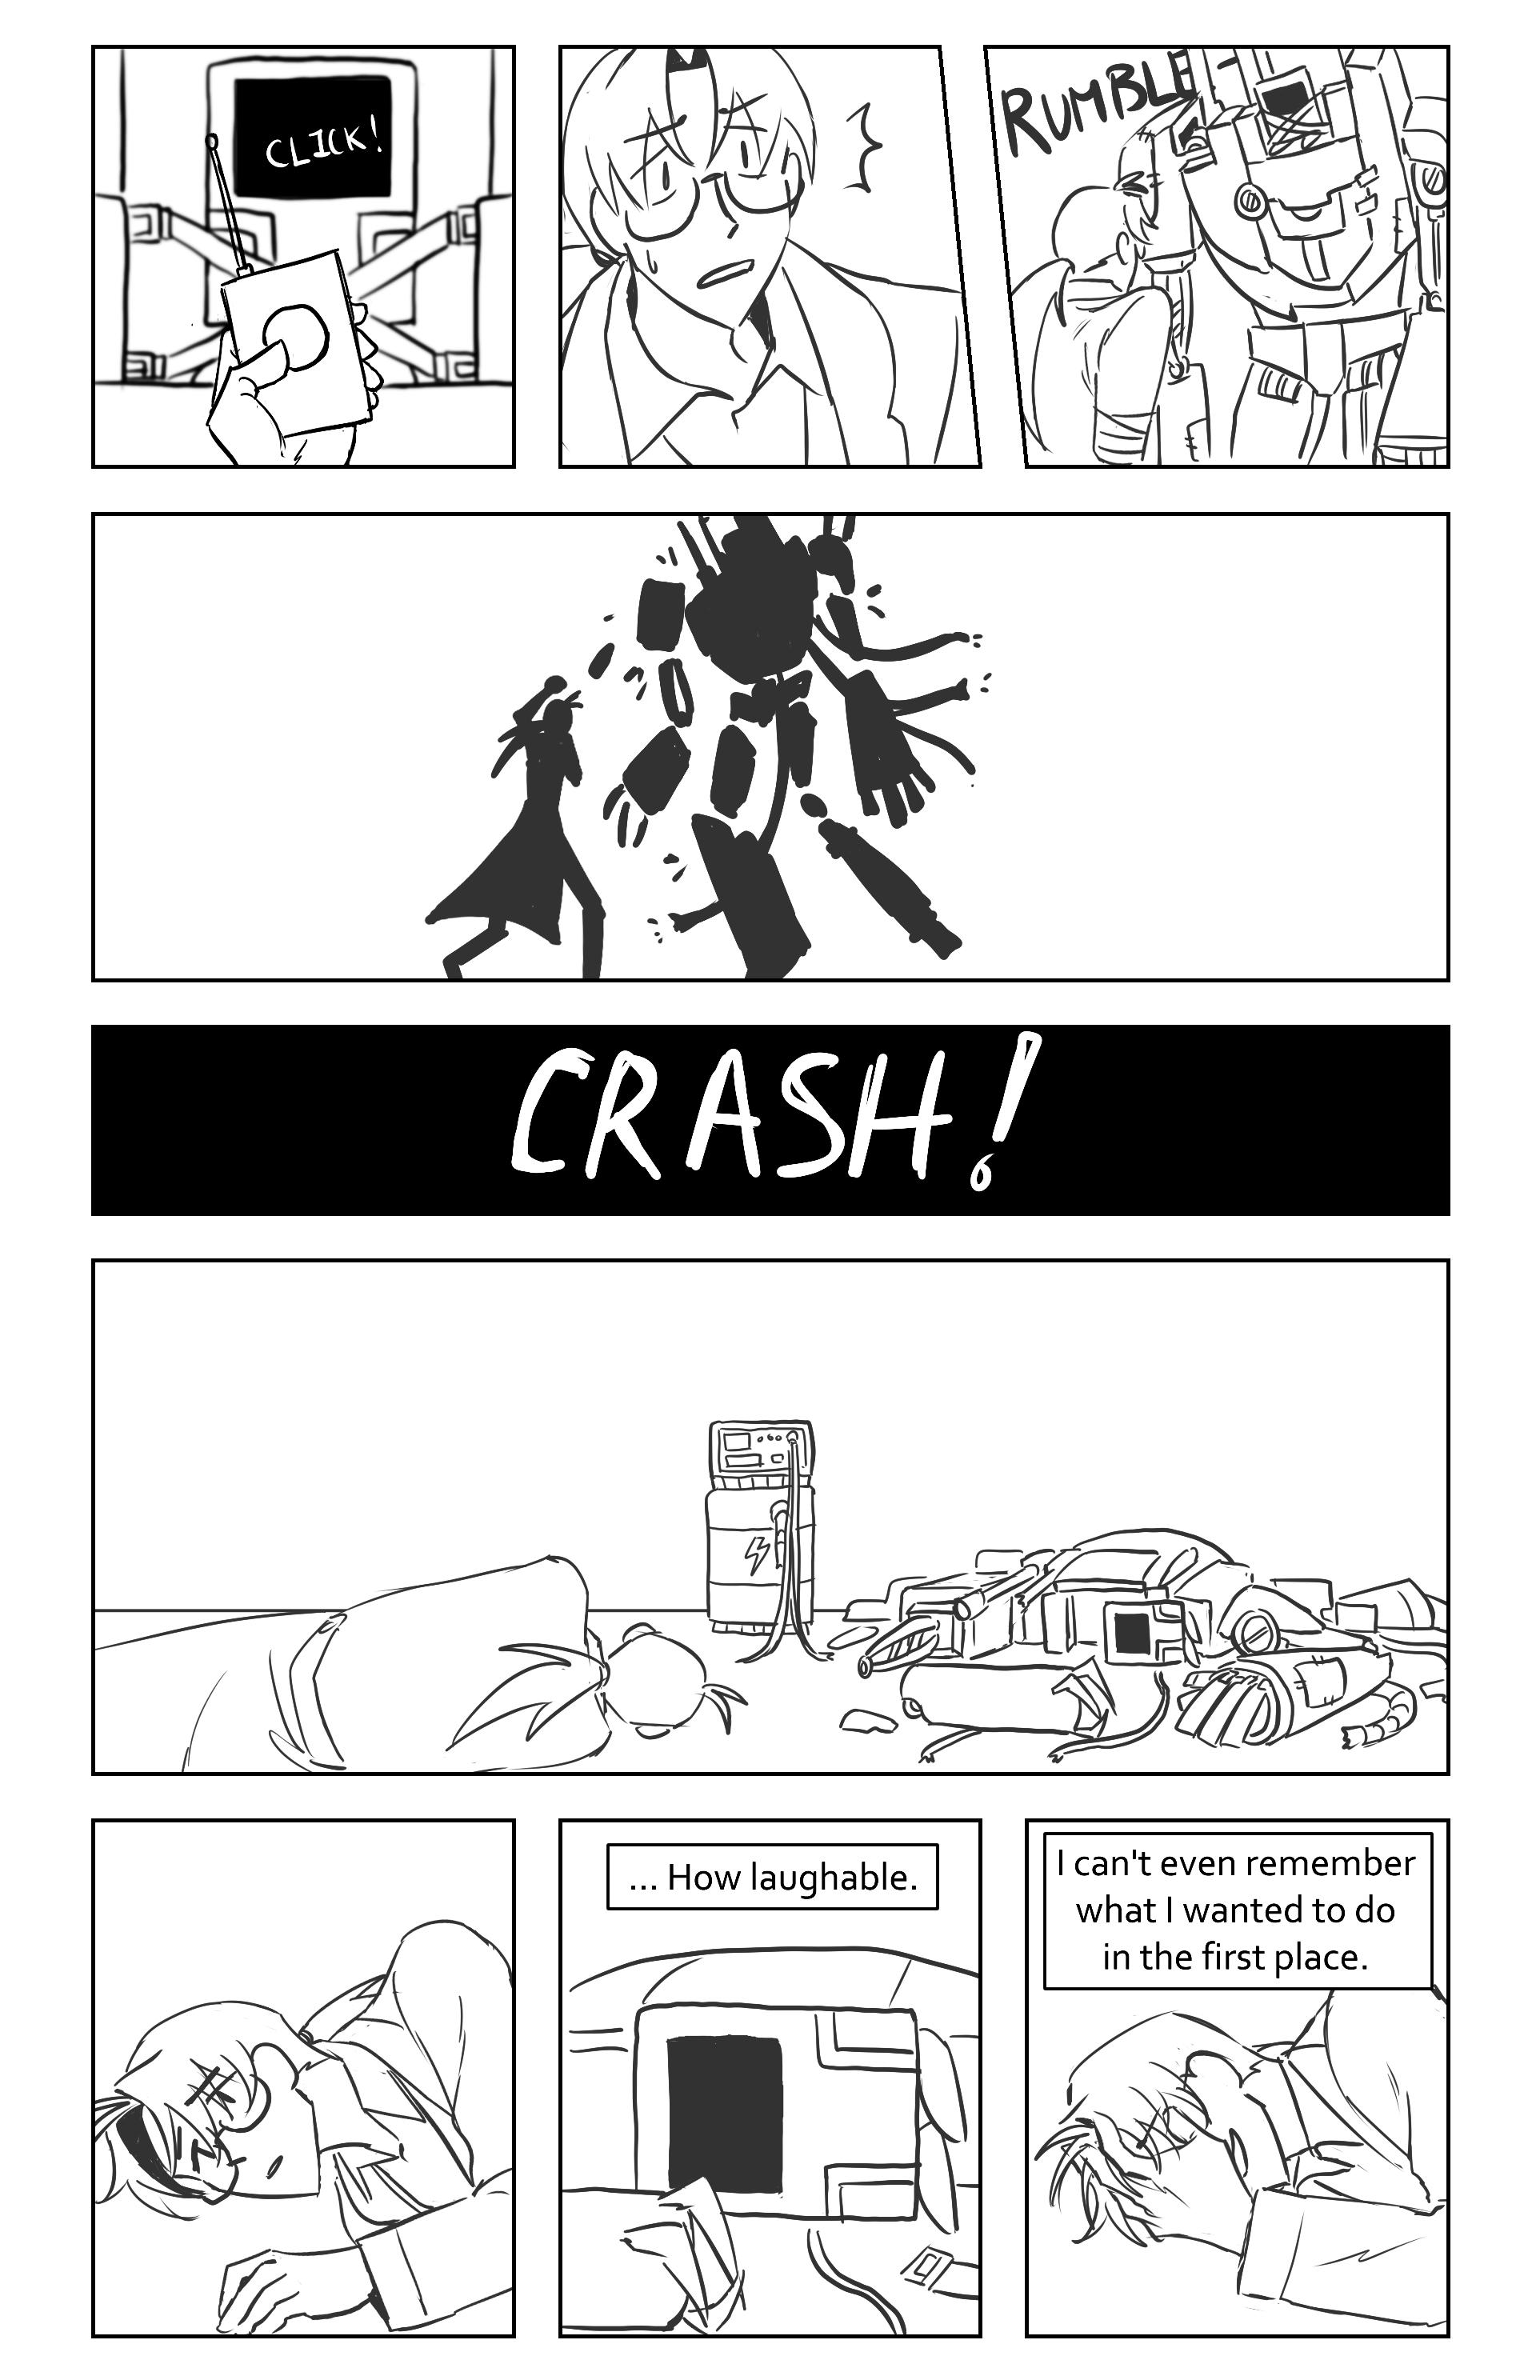 CLICK!
RUMBLE
CRASH!
... How laughable.
I can't even remember
what I wanted to do
in the first place.